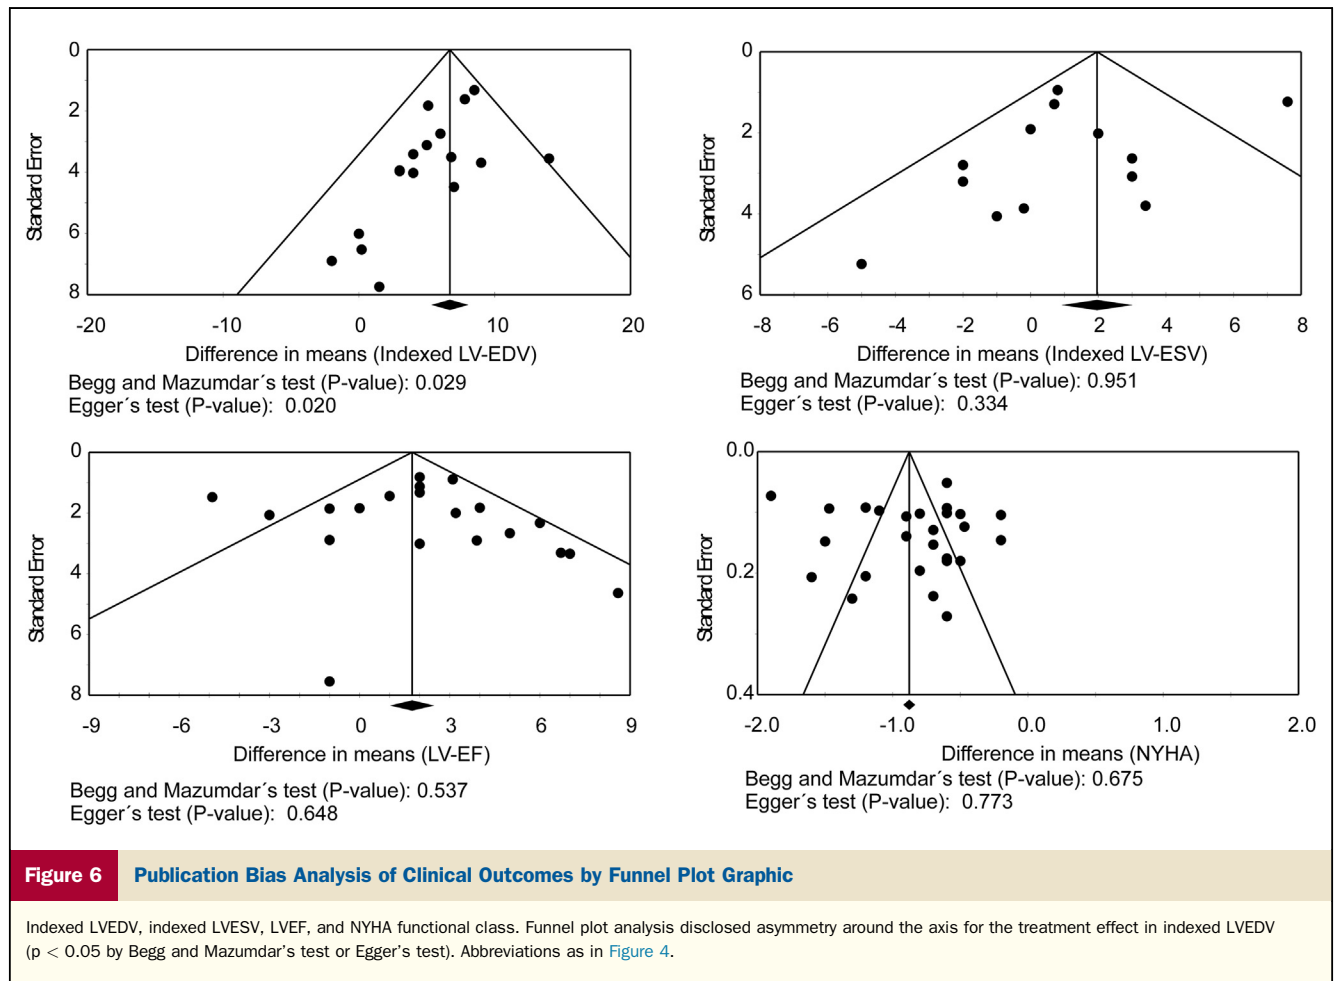 0
2
4
6
8
Standard Error
-20
-10
0
10
20
Difference in means (Indexed LV-EDV)
Begg and Mazumdar´s test (P-value): 0.029
Egger´s test (P-value): 0.020
0
2
4
6
Standard Error
-8
-6
-4
-2
0
2
4
6
8
Difference in means (Indexed LV-ESV)
Begg and Mazumdar´s test (P-value): 0.951
Egger´s test (P-value): 0.334
0
2
4
6
8
Standard Error
-9
-6
-3
0
3
6
9
Difference in means (LV-EF)
Begg and Mazumdar´s test (P-value): 0.537
Egger´s test (P-value): 0.648
0.0
0.2
0.4
Standard Error
-2.0
-1.0
0.0
1.0
2.0
Difference in means (NYHA)
Begg and Mazumdar´s test (P-value): 0.675
Egger´s test (P-value): 0.773
Figure 6 Publication Bias Analysis of Clinical Outcomes by Funnel Plot Graphic
Indexed LVEDV, indexed LVESV, LVEF, and NYHA functional class. Funnel plot analysis disclosed asymmetry around the axis for the treatment effect in indexed LVEDV
(p < 0.05 by Begg and Mazumdar's test or Egger's test). Abbreviations as in Figure 4.